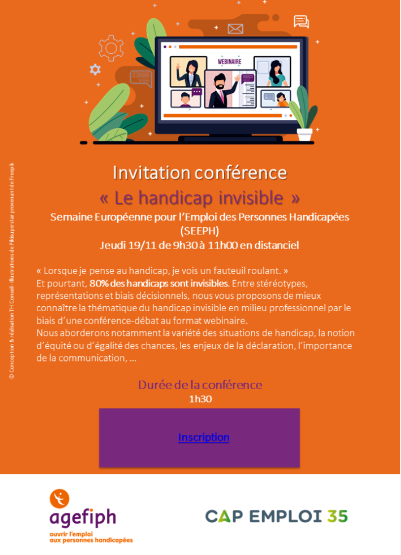 WEBINAIRE
Invitation conférence
« Le handicap invisible »
Semaine Européenne pour l'Emploi des Personnes Handicapées
(SEEPH)
Jeudi 19/11 de 9h30 à 11h00 en distanciel
« Lorsque je pense au handicap, je vois un fauteuil roulant. »
Et pourtant, 80% des handicaps sont invisibles. Entre stéréotypes,
représentations et biais décisionnels, nous vous proposons de mieux
connaître la thématique du handicap invisible en milieu professionnel par le
biais d'une conférence-débat au format webinaire.
Nous aborderons notamment la variété des situations de handicap, la notion
d'équité ou d'égalité des chances, les enjeux de la déclaration, l'importance
de la communication, ...
Durée de la conférence
1h30
Inscription
agefiph
ouvrir l'emploi
aux personnes handicapées
CAP EMPLOI 35